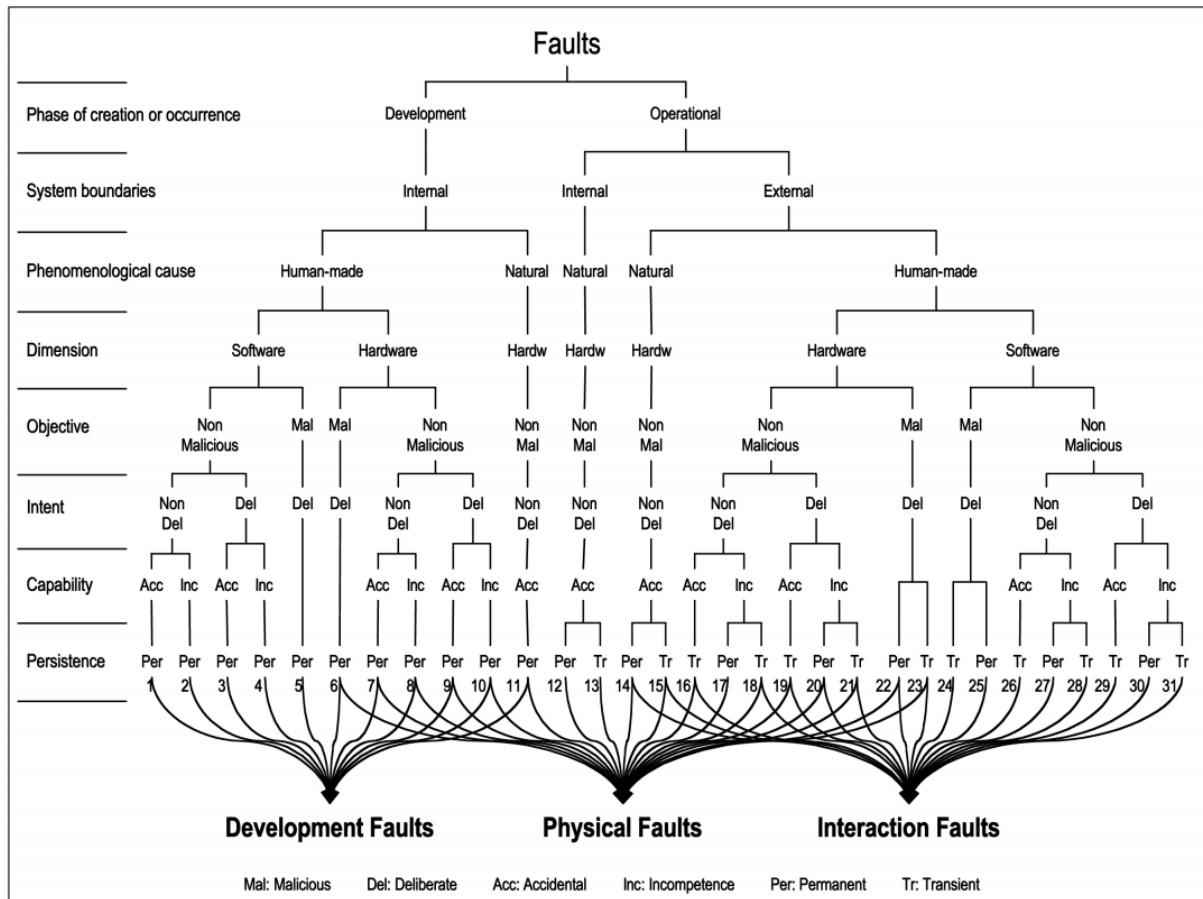 Faults
Phase of creation or occurrence Development Operational
System boundaries Internal Internal External
Phenomenological cause Human-made Natural Natural Natural Human-made
Dimension Software Hardware Hardw Hardw Hardw Hardware Software
Objective Non Mal Mal Non Non Non Non Non Mal Mal Non
Malicious Malicious Mal Mal Mal Malicious Malicious
Intent Non Del Del Del Non Del Non Non Non Non Del Del Del Non Del
Del Del Del Del Del Del Del
Capability Acc Inc Acc Inc Acc Inc Acc Inc Acc Acc Acc Acc Inc Acc Inc Acc Inc Acc Inc
Persistence Per Per Per Per Per Per Per Per Per Per Per Per Tr Per Tr Tr Per Tr Tr Per Tr Per Tr Tr Per Tr Per Tr Tr Per Tr
1 2 3 4 5 6 7 8 9 10 11 12 13 14 15 16 17 18 19 20 21 22 23 24 25 26 27 28 29 30 31
Development Faults Physical Faults Interaction Faults
Mal: Malicious Del: Deliberate Acc: Accidental Inc: Incompetence Per: Permanent Tr: Transient